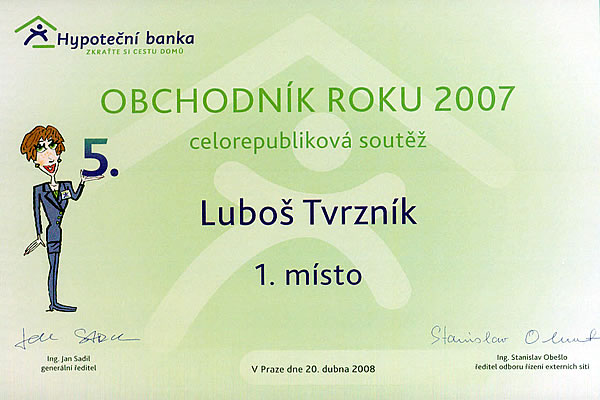 Hypoteční banka
ZKRAŤTE SI CESTU DOMŮ
OBCHODNÍK ROKU 2007
celorepubliková soutěž
5.
Luboš Tvrzník
1. místo
Ing. Jan Sadil
generální ředitel
V Praze dne 20. dubna 2008
Stanislav
Ing. Stanislav Obešlo
ředitel odboru řízení externích sítí